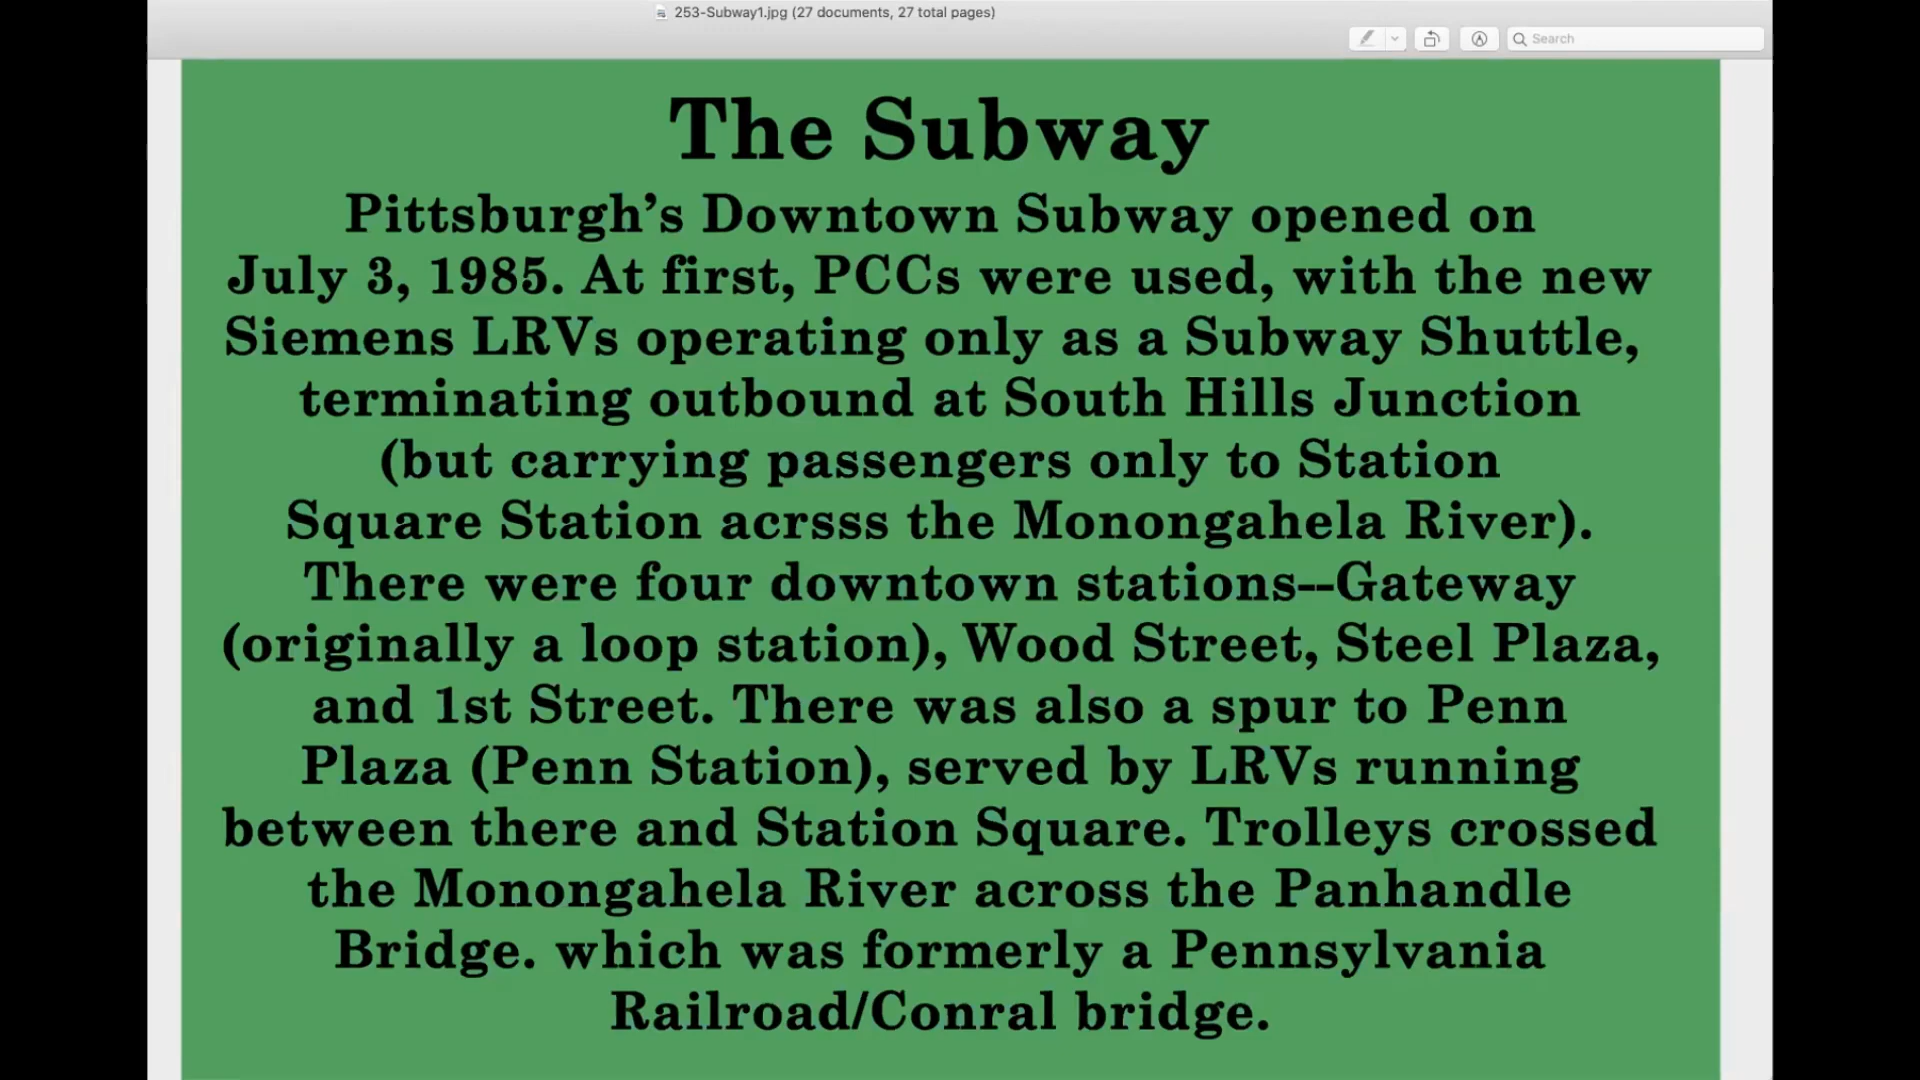 253-Subway1.jpg (27 documents, 27 total pages)
Search
The Subway
Pittsburgh’s Downtown Subway opened on
July 3, 1985. At first, PCCs were used, with the new
Siemens LRVs operating only as a Subway Shuttle,
terminating outbound at South Hills Junction
(but carrying passengers only to Station
Square Station acrsss the Monongahela River).
There were four downtown stations--Gateway
(originally a loop station), Wood Street, Steel Plaza,
and 1st Street. There was also a spur to Penn
Plaza (Penn Station), served by LRVs running
between there and Station Square. Trolleys crossed
the Monongahela River across the Panhandle
Bridge. which was formerly a Pennsylvania
Railroad/Conral bridge.